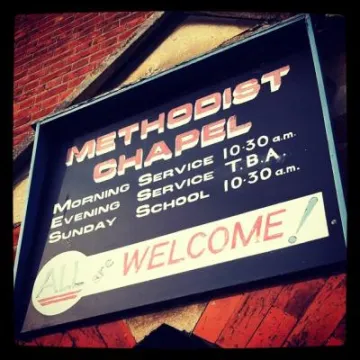 METHODIST
CHAPEL
MORNING SERVICE 10·30 a.m.
EVENING SERVICE T.B.A.
SUNDAY SCHOOL 10·30 a.m.
ALL WELCOME!